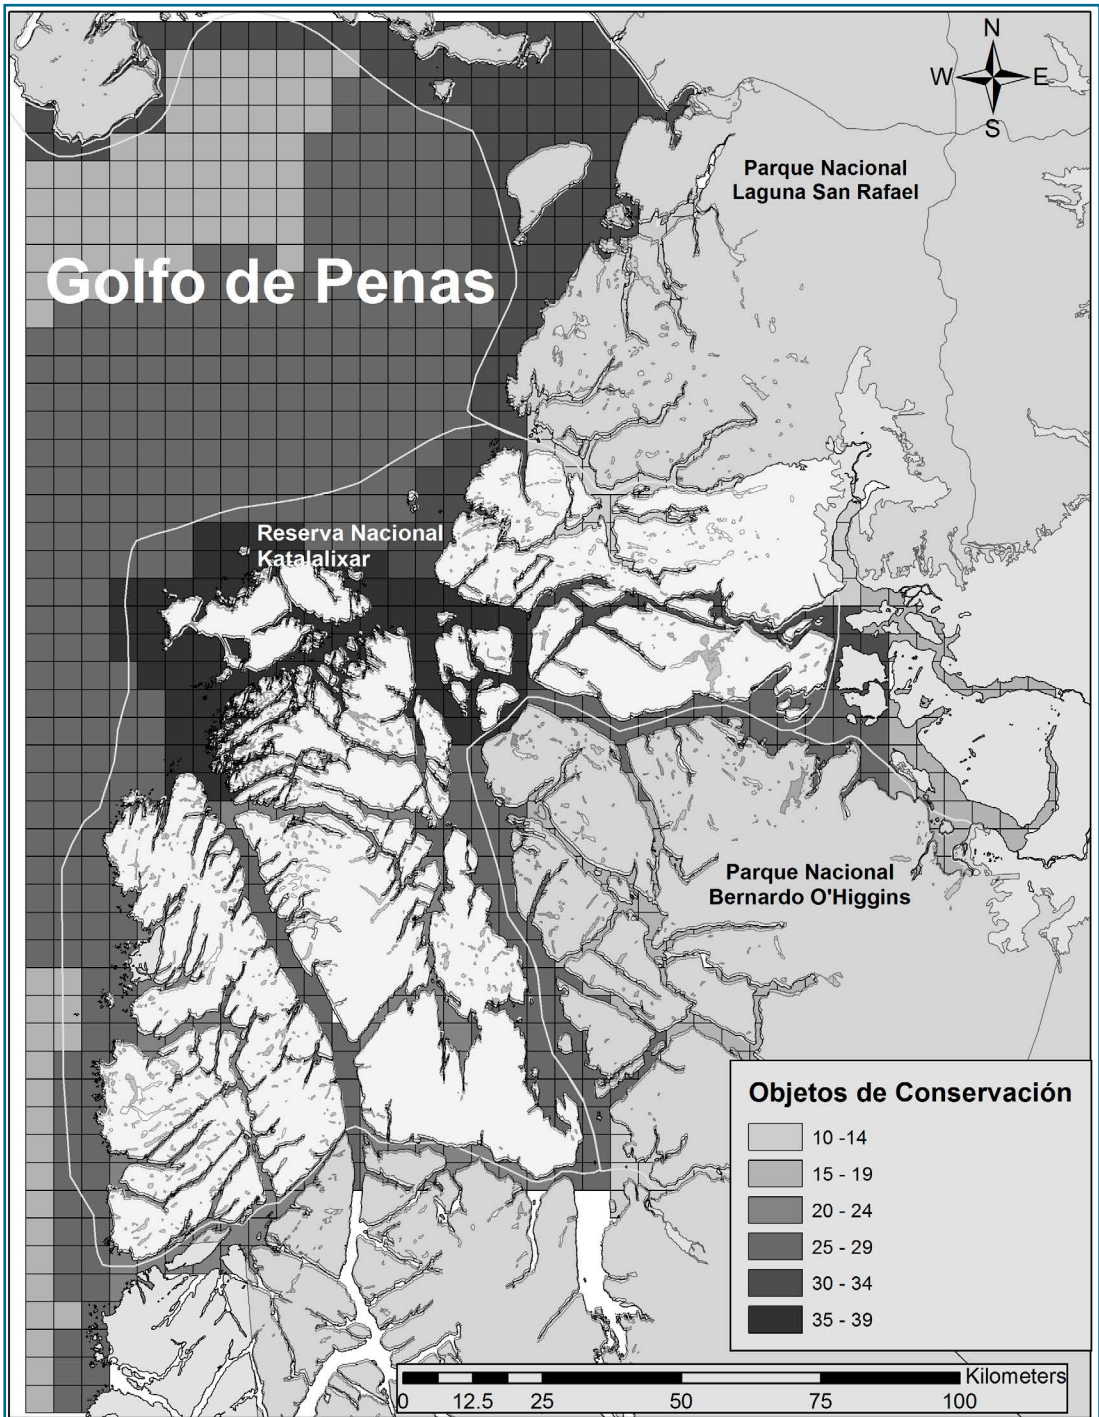 N
W E
S
Parque Nacional
Laguna San Rafael
Golfo de Penas
Reserva Nacional
Katalalixar
Parque Nacional
Bernardo O'Higgins
Objetos de Conservación
10 -14
15 - 19
20 - 24
25 - 29
30 - 34
35 - 39
Kilometers
0 12.5 25 50 75 100